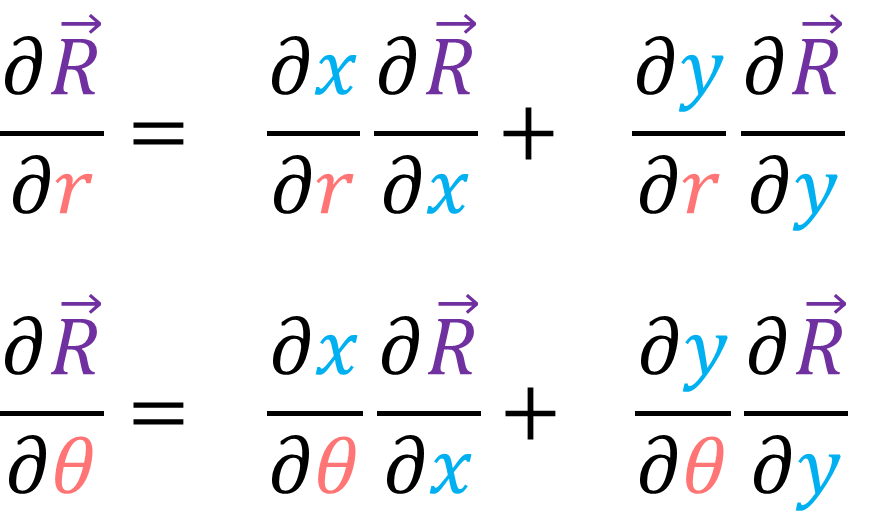 ∂R⃗/∂r = ∂x/∂r ∂R⃗/∂x + ∂y/∂r ∂R⃗/∂y
∂R⃗/∂θ = ∂x/∂θ ∂R⃗/∂x + ∂y/∂θ ∂R⃗/∂y